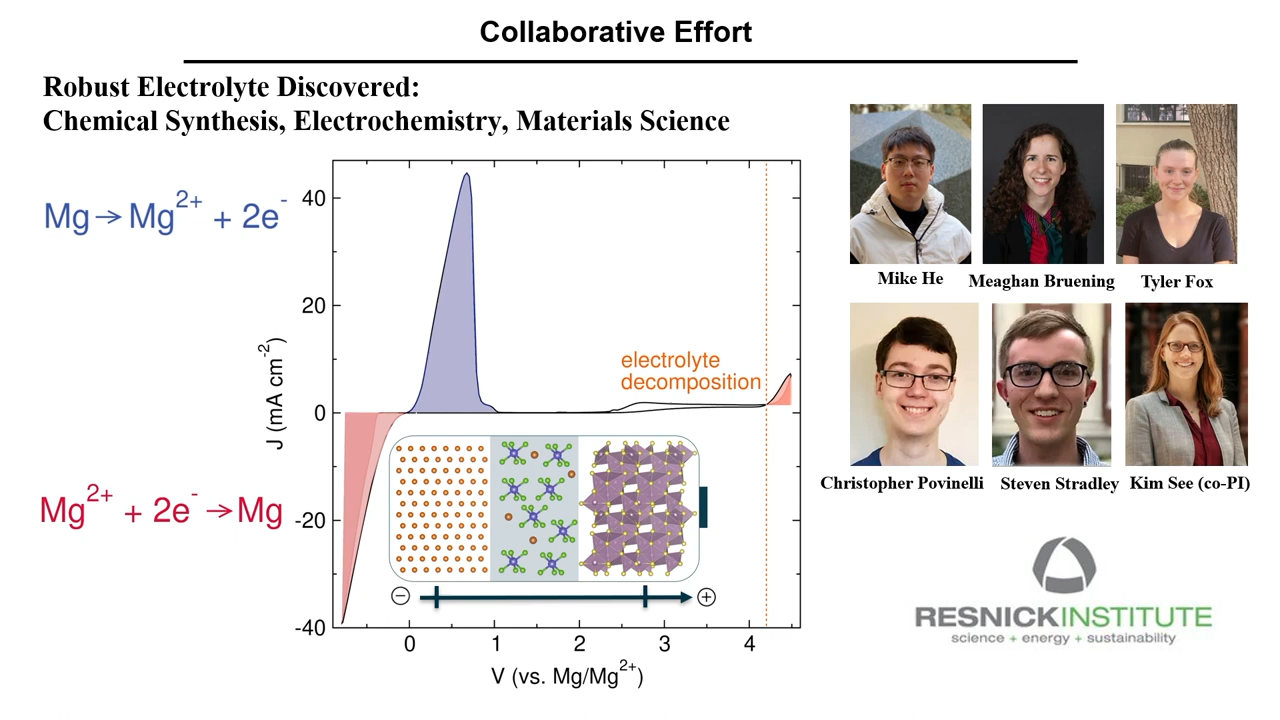 Collaborative Effort
Robust Electrolyte Discovered:
Chemical Synthesis, Electrochemistry, Materials Science
Mg → Mg²⁺ + 2e⁻
Mg²⁺ + 2e⁻ → Mg
J (mA cm⁻²)
40
20
0
-20
-40
electrolyte
decomposition
− +
0 1 2 3 4
V (vs. Mg/Mg²⁺)
Mike He Meaghan Bruening Tyler Fox
Christopher Povinelli Steven Stradley Kim See (co-PI)
RESNICKINSTITUTE
science + energy + sustainability